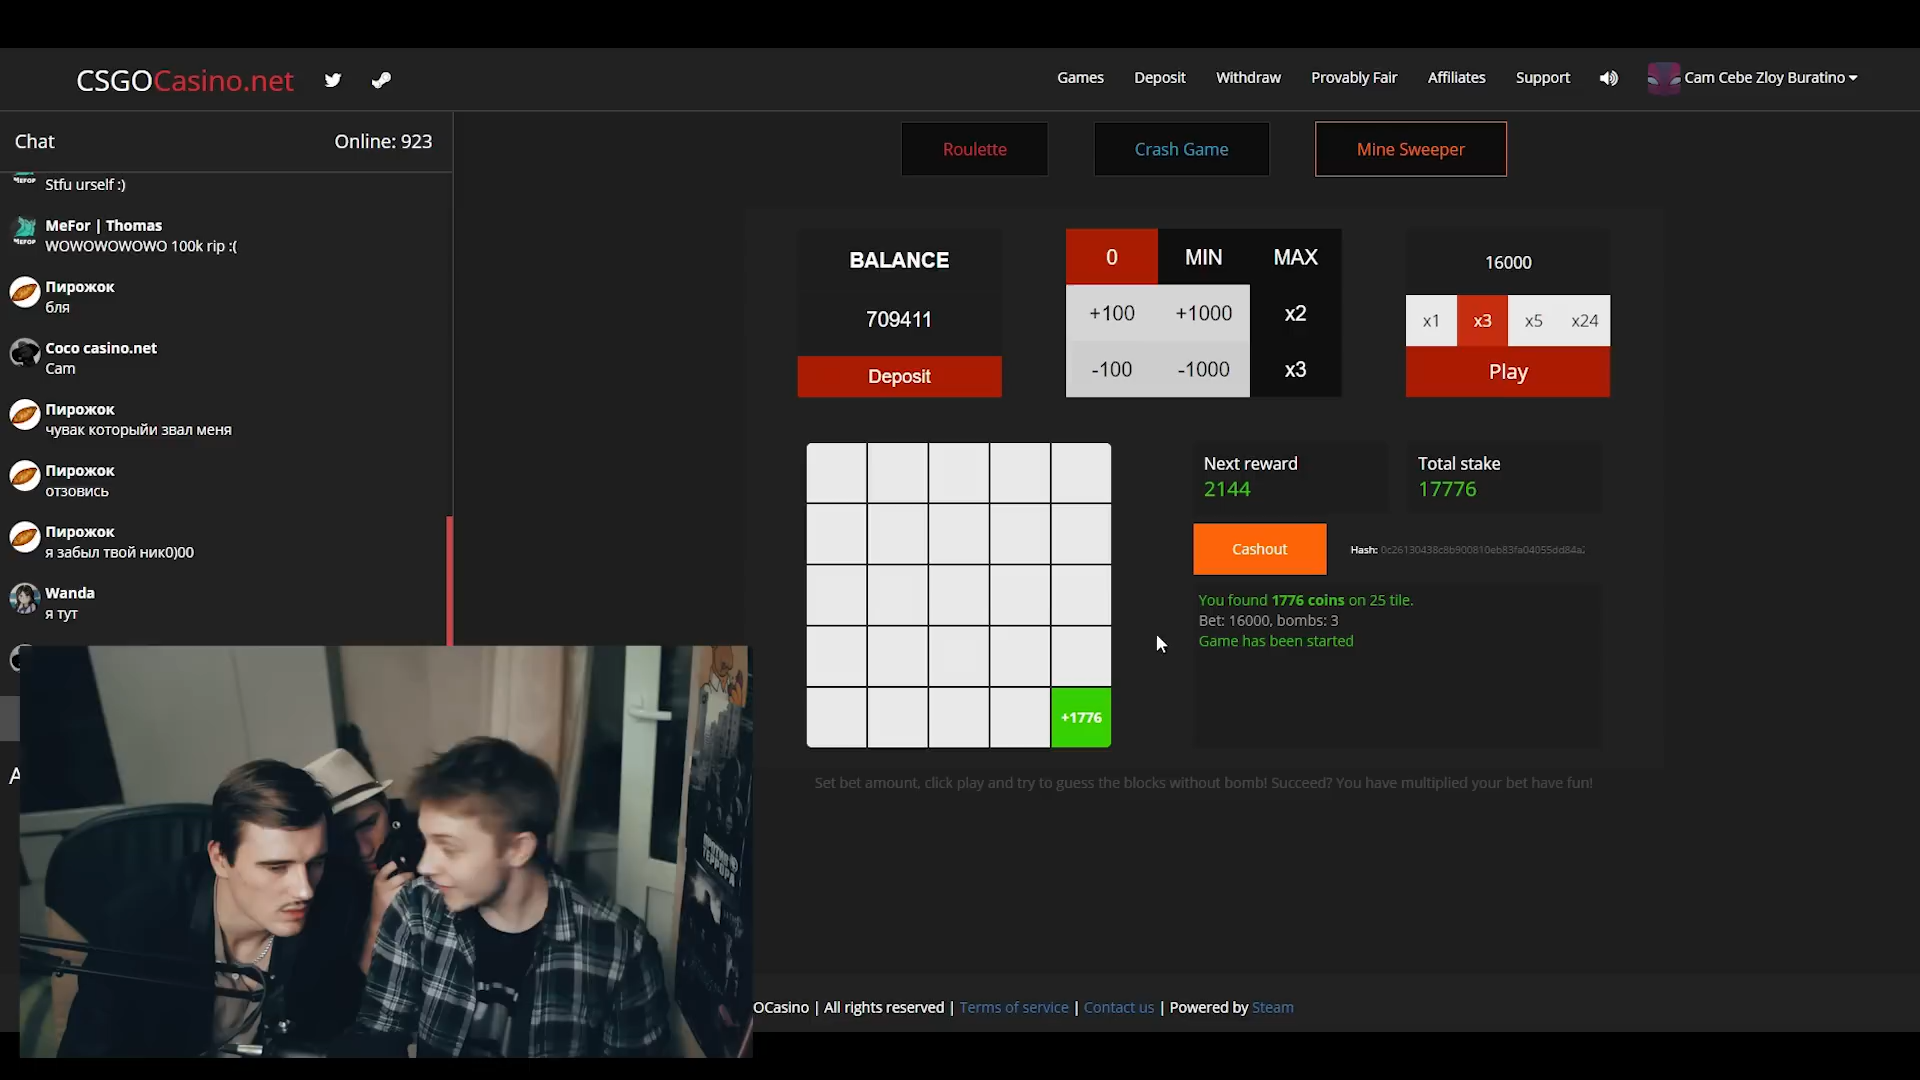 CSGOCasino.net
Games Deposit Withdraw Provably Fair Affiliates Support Cam Cebe Zloy Buratino
Chat Online: 923
Stfu urself :)
MeFor | Thomas
WOWOWOWOWO 100k rip :(
Пирожок
бля
Coco casino.net
Cam
Пирожок
чувак которыйи звал меня
Пирожок
отзовись
Пирожок
я забыл твой ник0)00
Wanda
я тут
Roulette Crash Game Mine Sweeper
BALANCE
709411
Deposit
0 MIN MAX
+100 +1000 x2
-100 -1000 x3
16000
x1 x3 x5 x24
Play
+1776
Next reward
2144
Total stake
17776
Cashout
Hash: 0c26130438c8b900810eb83fa04055dd84a
You found 1776 coins on 25 tile.
Bet: 16000, bombs: 3
Game has been started
Set bet amount, click play and try to guess the blocks without bomb! Succeed? You have multiplied your bet have fun!
OCasino | All rights reserved | Terms of service | Contact us | Powered by Steam
ПРОТИВ
ТЕРРОРА